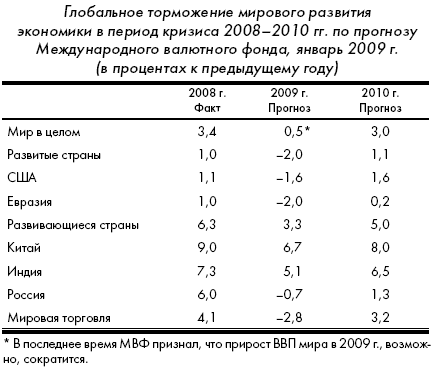 Глобальное торможение мирового развития
экономики в период кризиса 2008–2010 гг. по прогнозу
Международного валютного фонда, январь 2009 г.
(в процентах к предыдущему году)
2008 г. 2009 г. 2010 г.
Факт Прогноз Прогноз
Мир в целом 3,4 0,5* 3,0
Развитые страны 1,0 –2,0 1,1
США 1,1 –1,6 1,6
Евразия 1,0 –2,0 0,2
Развивающиеся страны 6,3 3,3 5,0
Китай 9,0 6,7 8,0
Индия 7,3 5,1 6,5
Россия 6,0 –0,7 1,3
Мировая торговля 4,1 –2,8 3,2
* В последнее время МВФ признал, что прирост ВВП мира в 2009 г., возмож-
но, сократится.